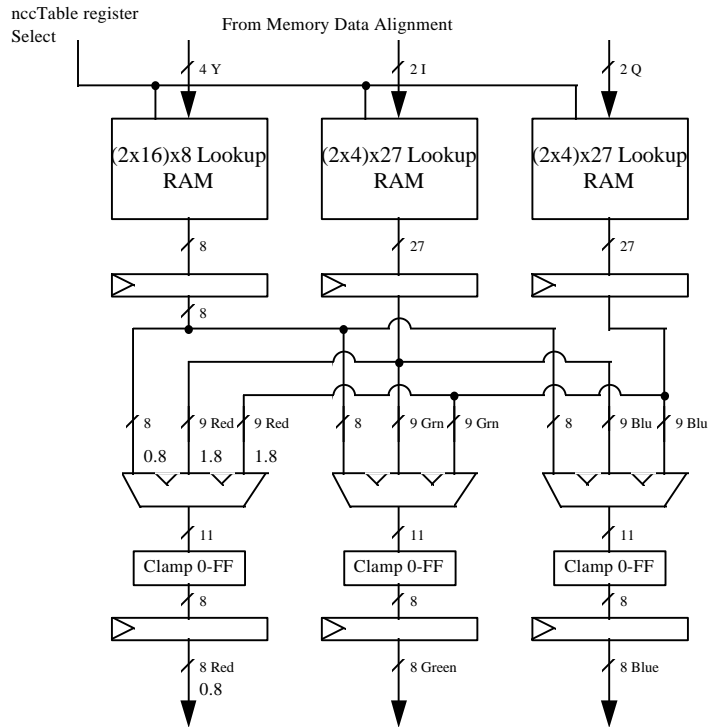 nccTable register
Select
From Memory Data Alignment
4 Y
2 I
2 Q
(2x16)x8 Lookup
RAM
(2x4)x27 Lookup
RAM
(2x4)x27 Lookup
RAM
8
27
27
8
8
9 Red
9 Red
8
9 Grn
9 Grn
8
9 Blu
9 Blu
0.8
1.8
1.8
11
11
11
Clamp 0-FF
Clamp 0-FF
Clamp 0-FF
8
8
8
8 Red
8 Green
8 Blue
0.8